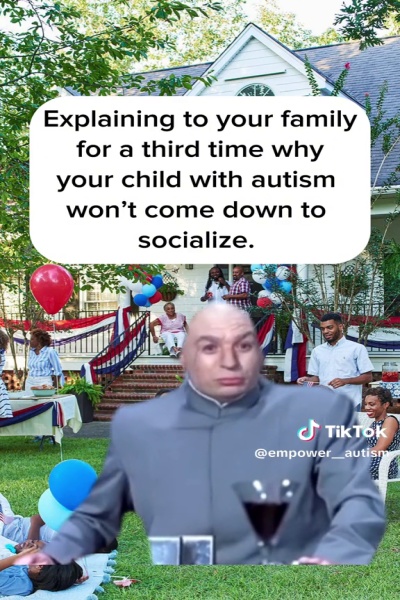 Explaining to your family
for a third time why
your child with autism
won't come down to
socialize.
TikTok
@empower__autism